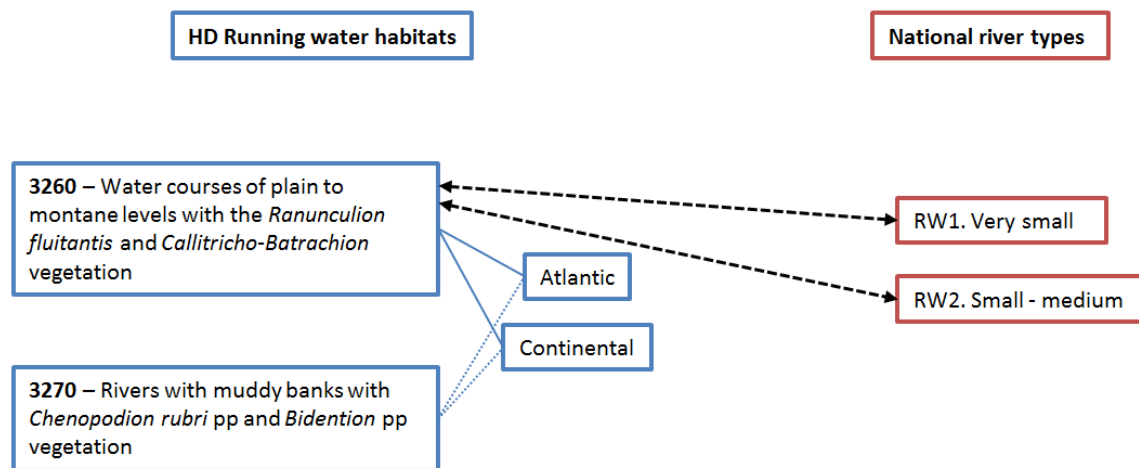 HD Running water habitats
National river types
3260 – Water courses of plain to
montane levels with the Ranunculion
fluitantis and Callitricho-Batrachion
vegetation
RW1. Very small
Atlantic
RW2. Small - medium
Continental
3270 – Rivers with muddy banks with
Chenopodion rubri pp and Bidention pp
vegetation